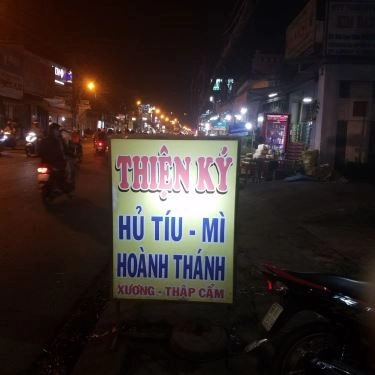 THIỆN KÝ
HỦ TÍU - MÌ
HOÀNH THÁNH
XƯƠNG - THẬP CẨM